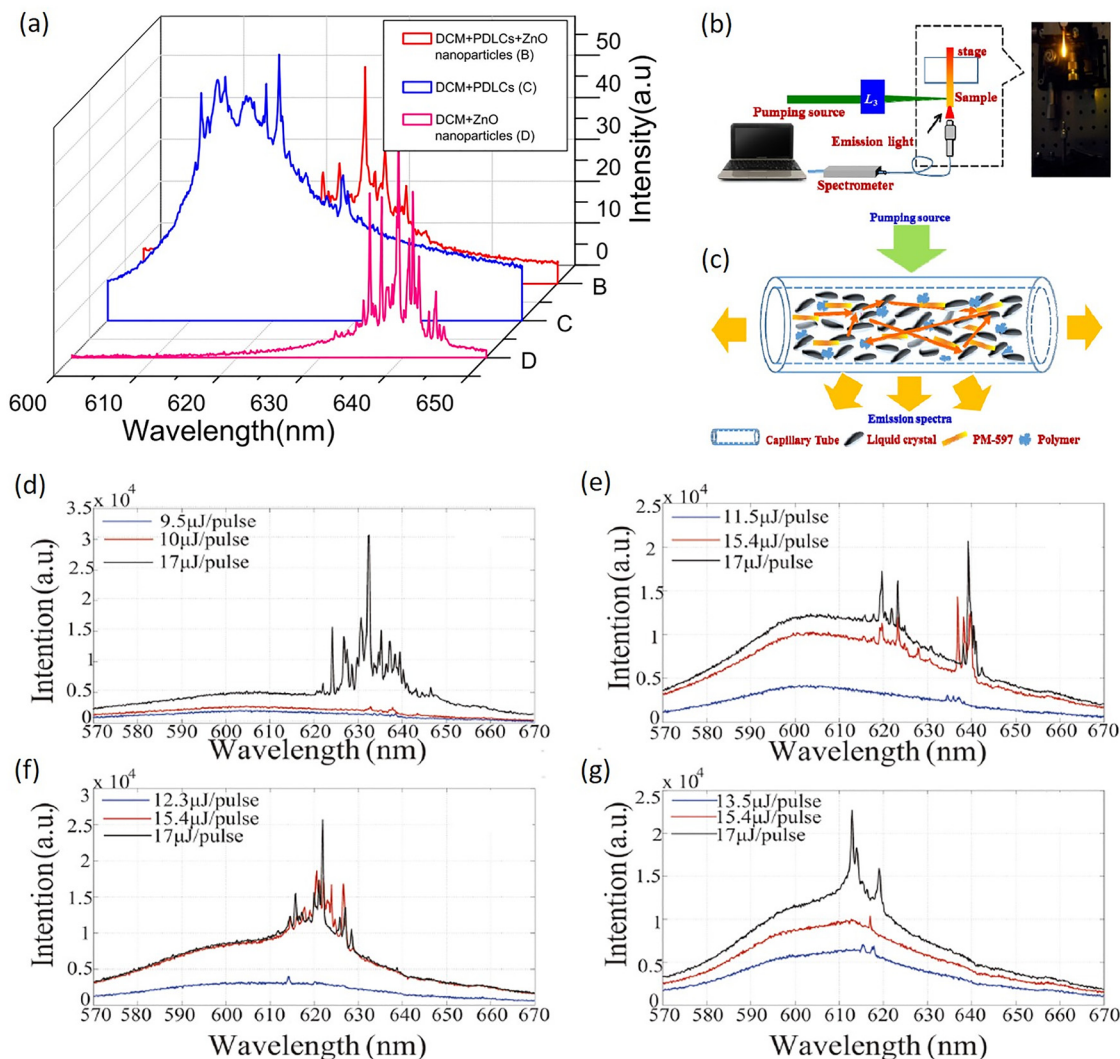 (a)
DCM+PDLCs+ZnO
nanoparticles (B)
DCM+PDLCs (C)
DCM+ZnO
nanoparticles (D)
50
40
30
20
10
0
Intensity(a.u)
B
C
D
600
610
620
630
640
650
Wavelength(nm)
(b)
stage
L3
Sample
Pumping source
Emission light
Spectrometer
Pumping source
(c)
Emission spectra
Capillary Tube
Liquid crystal
PM-597
Polymer
(d)
x 10⁴
3.5
3
2.5
2
1.5
1
0.5
0
Intention (a.u.)
9.5μJ/pulse
10μJ/pulse
17μJ/pulse
570 580 590 600 610 620 630 640 650 660 670
Wavelength (nm)
(e)
x 10⁴
2.5
2
1.5
1
0.5
0
Intention (a.u.)
11.5μJ/pulse
15.4μJ/pulse
17μJ/pulse
570 580 590 600 610 620 630 640 650 660 670
Wavelength (nm)
(f)
x 10⁴
3
2.5
2
1.5
1
0.5
0
Intention (a.u.)
12.3μJ/pulse
15.4μJ/pulse
17μJ/pulse
570 580 590 600 610 620 630 640 650 660 670
Wavelength (nm)
(g)
x 10⁴
2.5
2
1.5
1
0.5
0
Intention (a.u.)
13.5μJ/pulse
15.4μJ/pulse
17μJ/pulse
570 580 590 600 610 620 630 640 650 660 670
Wavelength (nm)